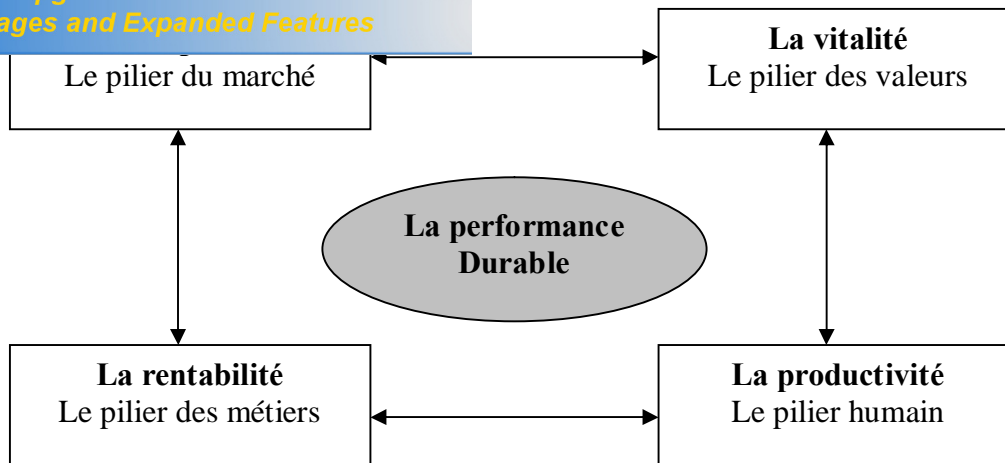 ages and Expanded Features
Le pilier du marché
La vitalité
Le pilier des valeurs
La performance
Durable
La rentabilité
Le pilier des métiers
La productivité
Le pilier humain